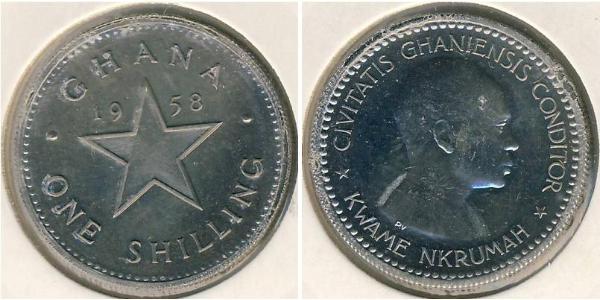 GHANA
1958
ONE SHILLING
CIVITATIS GHANIENSIS CONDITOR
KWAME NKRUMAH
PV